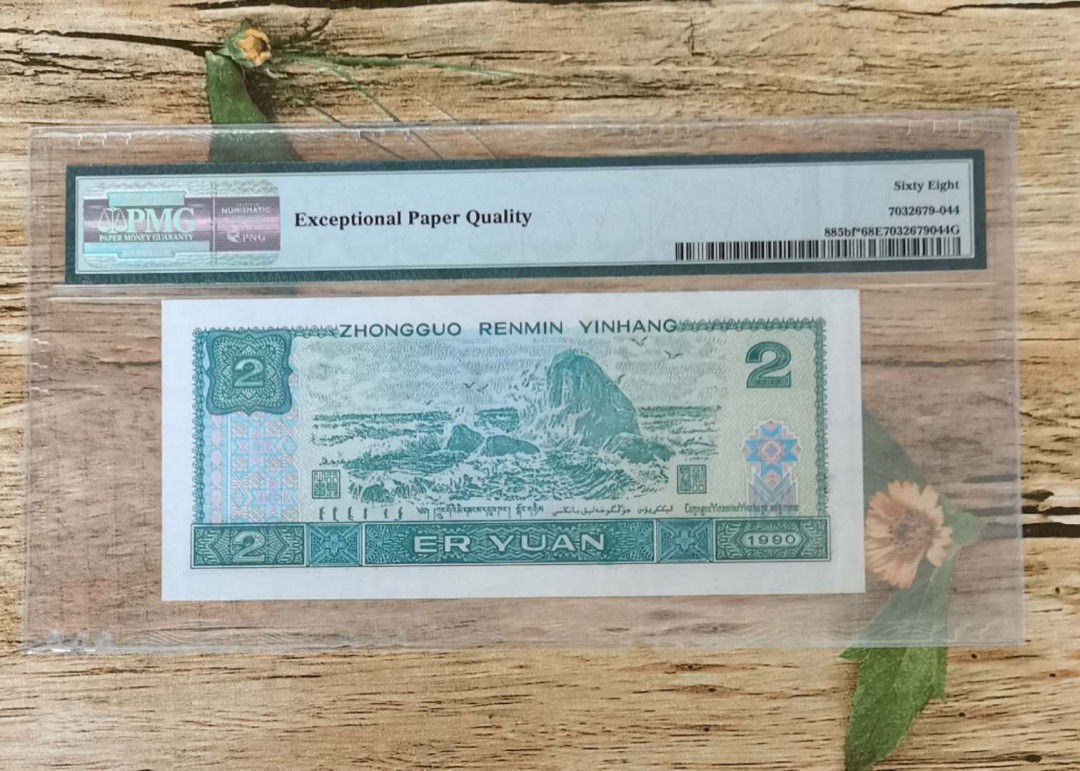 Sixty Eight
PMG
PAPER MONEY GUARANTY
NUMISMATIC
PNG
Exceptional Paper Quality
7032679-044
885bf*68E7032679044G
ZHONGGUO RENMIN YINHANG
2
2
2
ER YUAN
1990